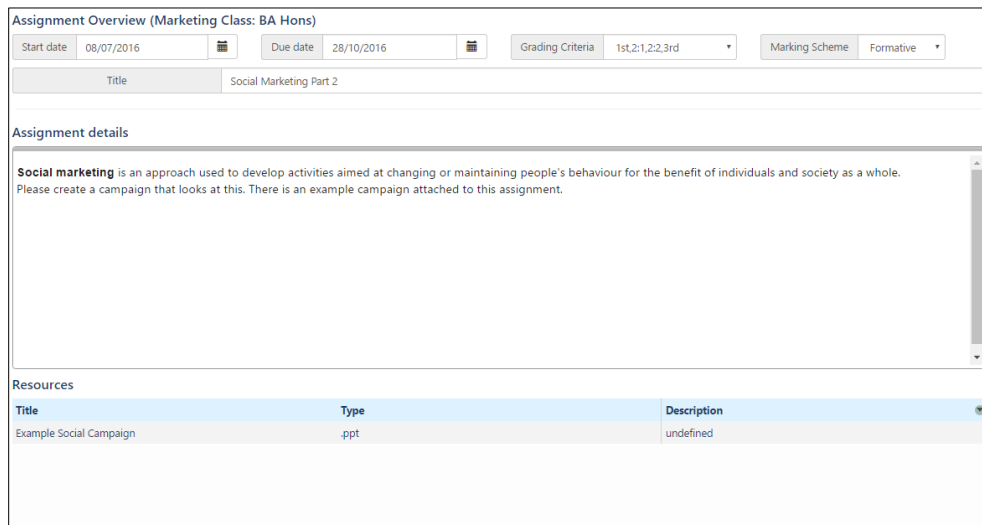 Assignment Overview (Marketing Class: BA Hons)
Start date 08/07/2016 Due date 28/10/2016 Grading Criteria 1st,2:1,2:2,3rd Marking Scheme Formative
Title Social Marketing Part 2
Assignment details
Social marketing is an approach used to develop activities aimed at changing or maintaining people's behaviour for the benefit of individuals and society as a whole.
Please create a campaign that looks at this. There is an example campaign attached to this assignment.
Resources
Title Type Description
Example Social Campaign .ppt undefined